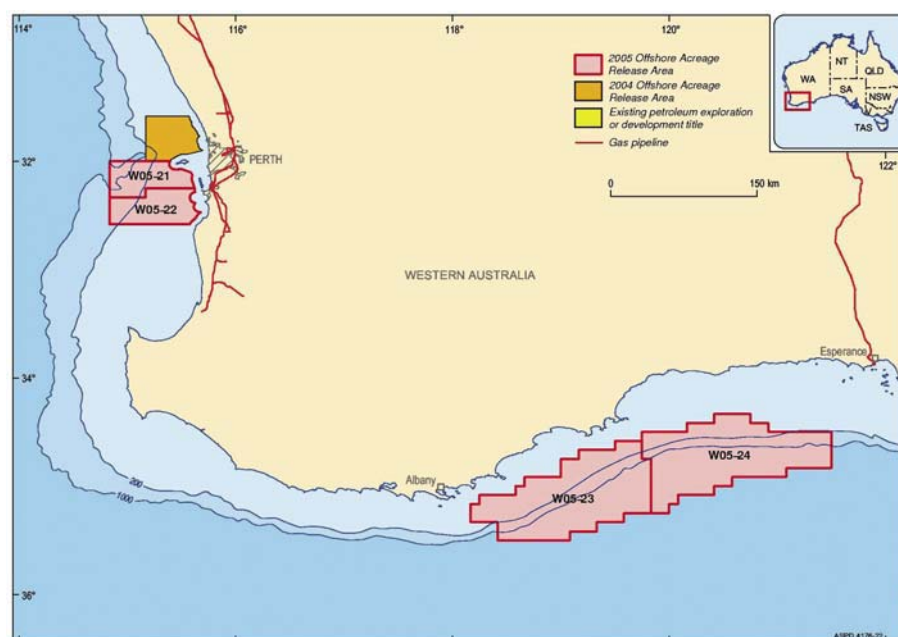 114°
116°
118°
120°
2005 Offshore Acreage
Release Area
2004 Offshore Acreage
Release Area
Existing petroleum exploration
or development title
Gas pipeline
0
150 km
WA
NT
QLD
SA
NSW
TAS
122°
32°
PERTH
W05-21
W05-22
WESTERN AUSTRALIA
Esperance
34°
Albany
W05-24
W05-23
200
1000
36°